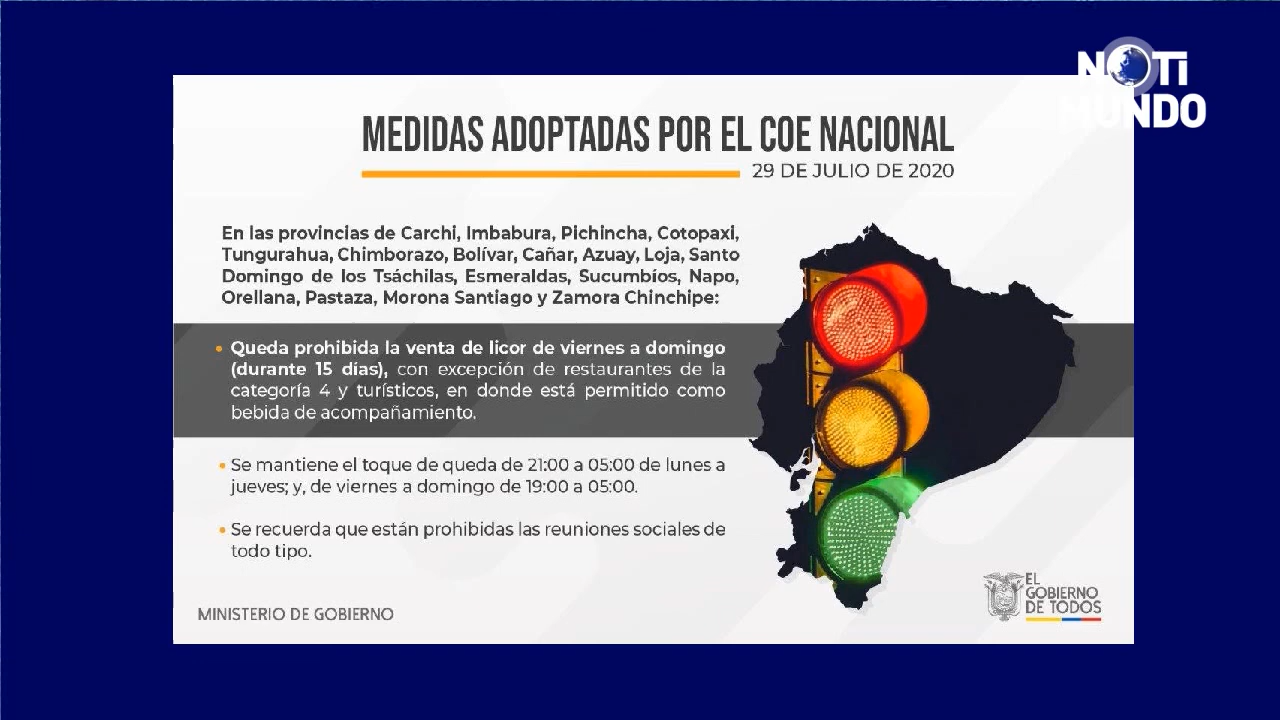 NOTI
MUNDO
MEDIDAS ADOPTADAS POR EL COE NACIONAL
29 DE JULIO DE 2020
En las provincias de Carchi, Imbabura, Pichincha, Cotopaxi,
Tungurahua, Chimborazo, Bolívar, Cañar, Azuay, Loja, Santo
Domingo de los Tsáchilas, Esmeraldas, Sucumbíos, Napo,
Orellana, Pastaza, Morona Santiago y Zamora Chinchipe:
• Queda prohibida la venta de licor de viernes a domingo
(durante 15 días), con excepción de restaurantes de la
categoría 4 y turísticos, en donde está permitido como
bebida de acompañamiento.
• Se mantiene el toque de queda de 21:00 a 05:00 de lunes a
jueves; y, de viernes a domingo de 19:00 a 05:00.
• Se recuerda que están prohibidas las reuniones sociales de
todo tipo.
MINISTERIO DE GOBIERNO
EL
GOBIERNO
DE TODOS